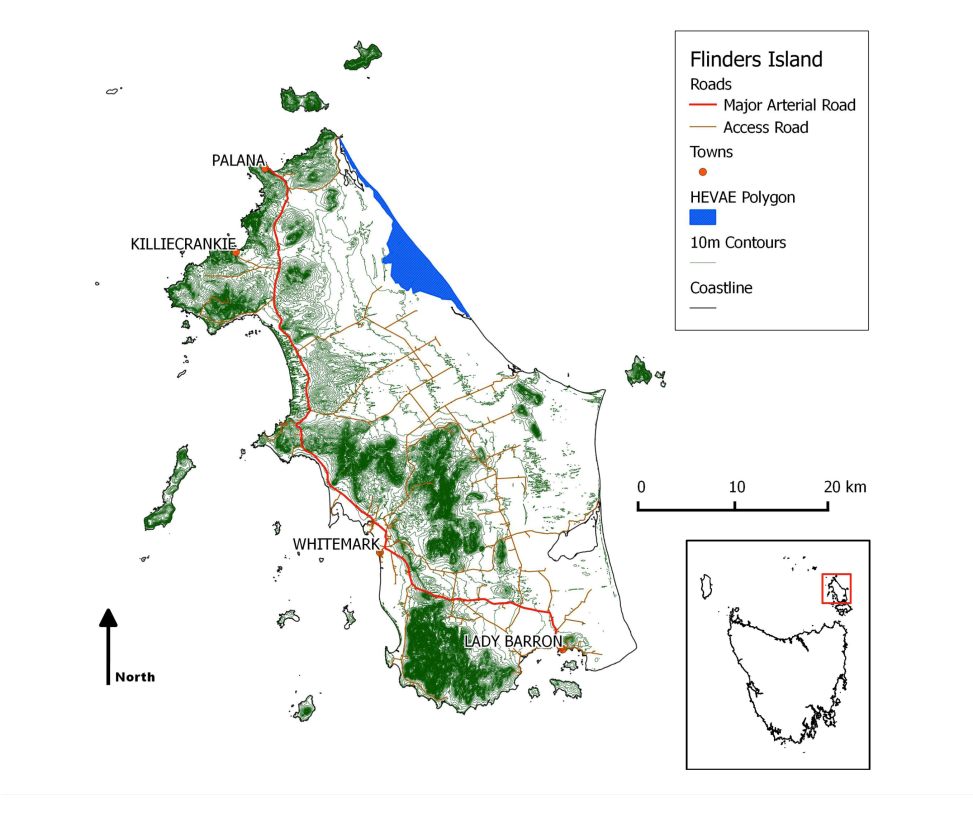 Flinders Island
Roads
Major Arterial Road
Access Road
Towns
HEVAE Polygon
10m Contours
Coastline
PALANA
KILLIECRANKIE
WHITEMARK
LADY BARRON
0 10 20 km
North